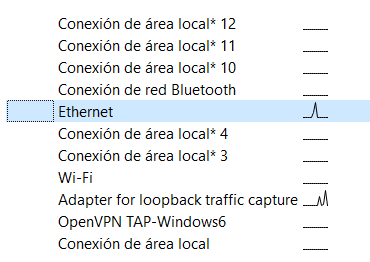 Conexión de área local* 12
Conexión de área local* 11
Conexión de área local* 10
Conexión de red Bluetooth
Ethernet
Conexión de área local* 4
Conexión de área local* 3
Wi-Fi
Adapter for loopback traffic capture
OpenVPN TAP-Windows6
Conexión de área local